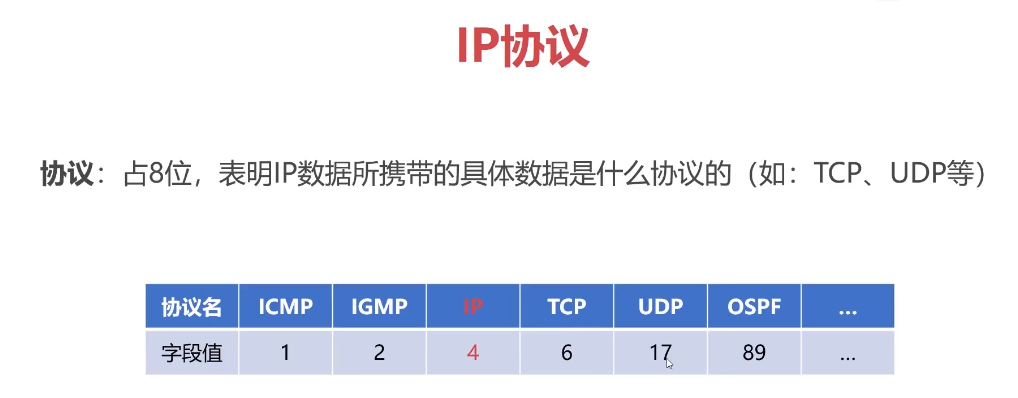 IP协议
协议：占8位，表明IP数据所携带的具体数据是什么协议的（如：TCP、UDP等）
协议名 ICMP IGMP IP TCP UDP OSPF ...
字段值 1 2 4 6 17 89 ...